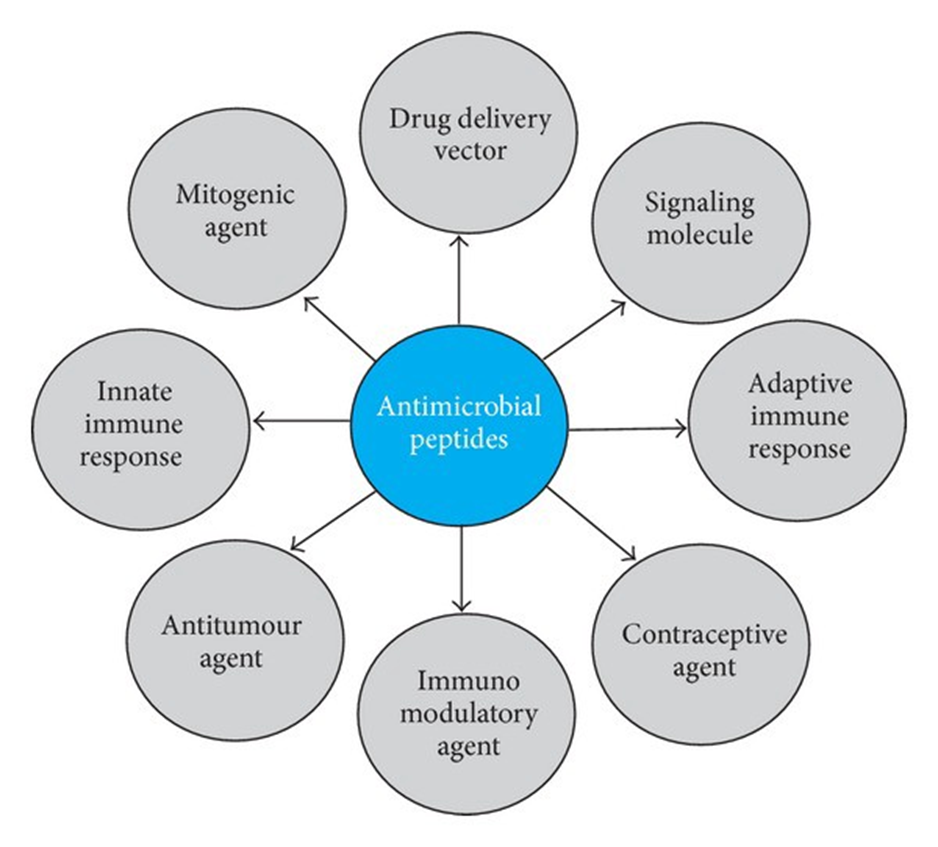 Drug delivery
vector
Mitogenic
agent
Signaling
molecule
Innate
immune
response
Antimicrobial
peptides
Adaptive
immune
response
Antitumour
agent
Immuno
modulatory
agent
Contraceptive
agent